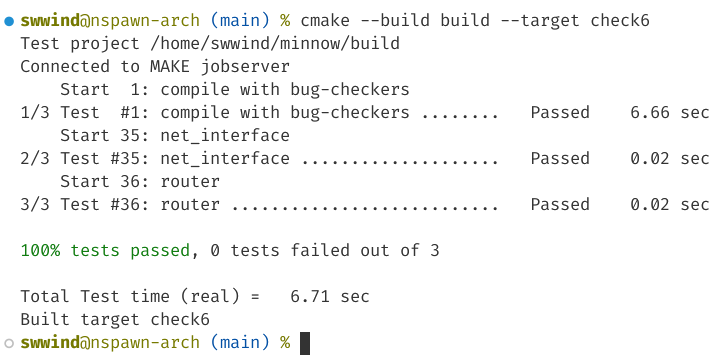 swwind@nspawn-arch (main) % cmake --build build --target check6
Test project /home/swwind/minnow/build
Connected to MAKE jobserver
    Start  1: compile with bug-checkers
1/3 Test  #1: compile with bug-checkers ........   Passed    6.66 sec
    Start 35: net_interface
2/3 Test #35: net_interface ....................   Passed    0.02 sec
    Start 36: router
3/3 Test #36: router ...........................   Passed    0.02 sec

100% tests passed, 0 tests failed out of 3

Total Test time (real) =   6.71 sec
Built target check6
swwind@nspawn-arch (main) %